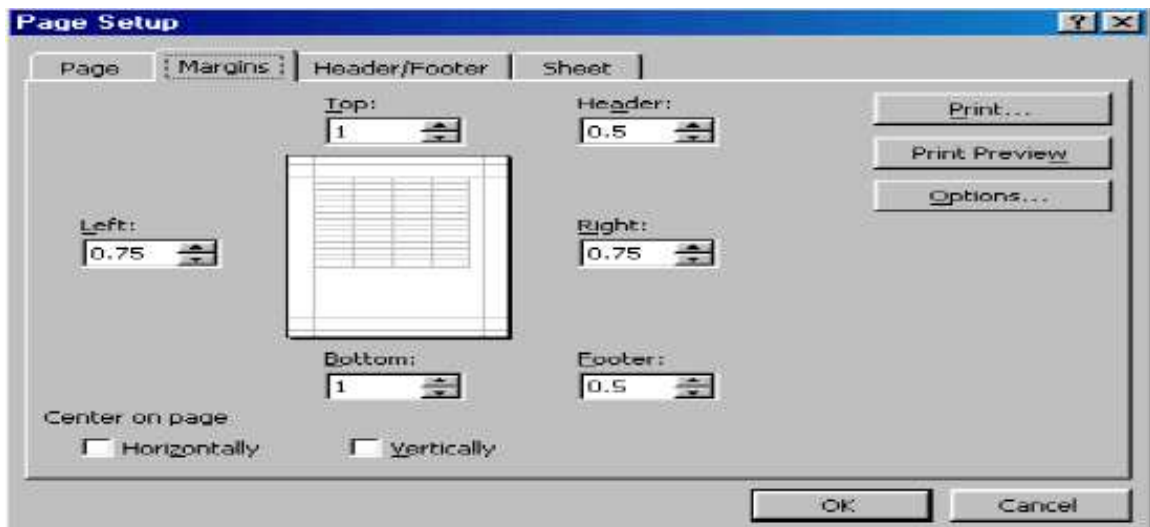 Page Setup
Page Margins Header/Footer Sheet
Top: Header:
1 0.5
Print...
Print Preview
Options...
Left: Right:
0.75 0.75
Bottom: Footer:
1 0.5
Center on page
Horizontally Vertically
OK Cancel